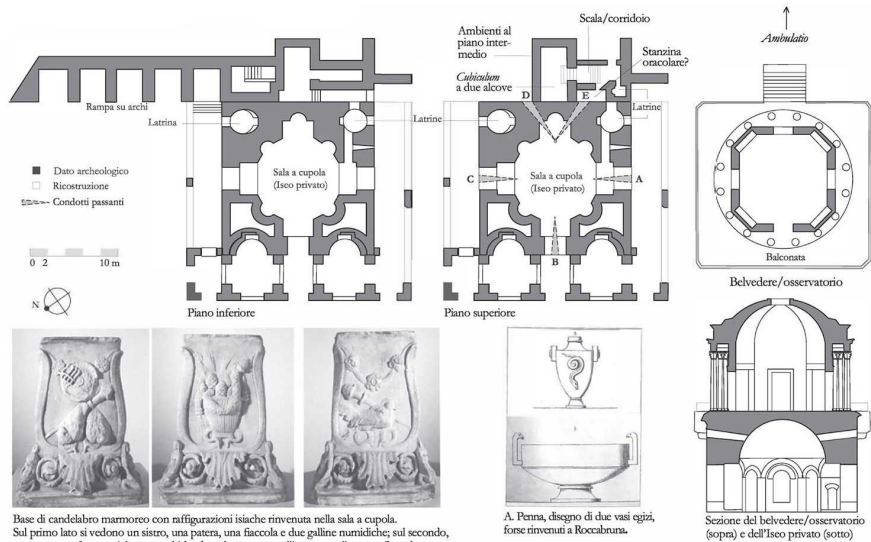 Rampa su archi
Latrina
Latrine
Sala a cupola
(Iseo privato)
Dato archeologico
Ricostruzione
Condotti passanti
0 2 10 m
N
Piano inferiore
Ambienti al
piano inter-
medio
Cubiculum
a due alcove
Scala/corridoio
Stanzina
oracolare?
Latrine
D
E
C
A
Sala a cupola
(Iseo privato)
B
Piano superiore
Ambulatio
Balconata
Belvedere/osservatorio
Base di candelabro marmoreo con raffigurazioni isiache rinvenuta nella sala a cupola.
Sul primo lato si vedono un sistro, una patera, una fiaccola e due galline numidiche; sul secondo,
A. Penna, disegno di due vasi egizi,
forse rinvenuti a Roccabruna.
Sezione del belvedere/osservatorio
(sopra) e dell'Iseo privato (sotto)